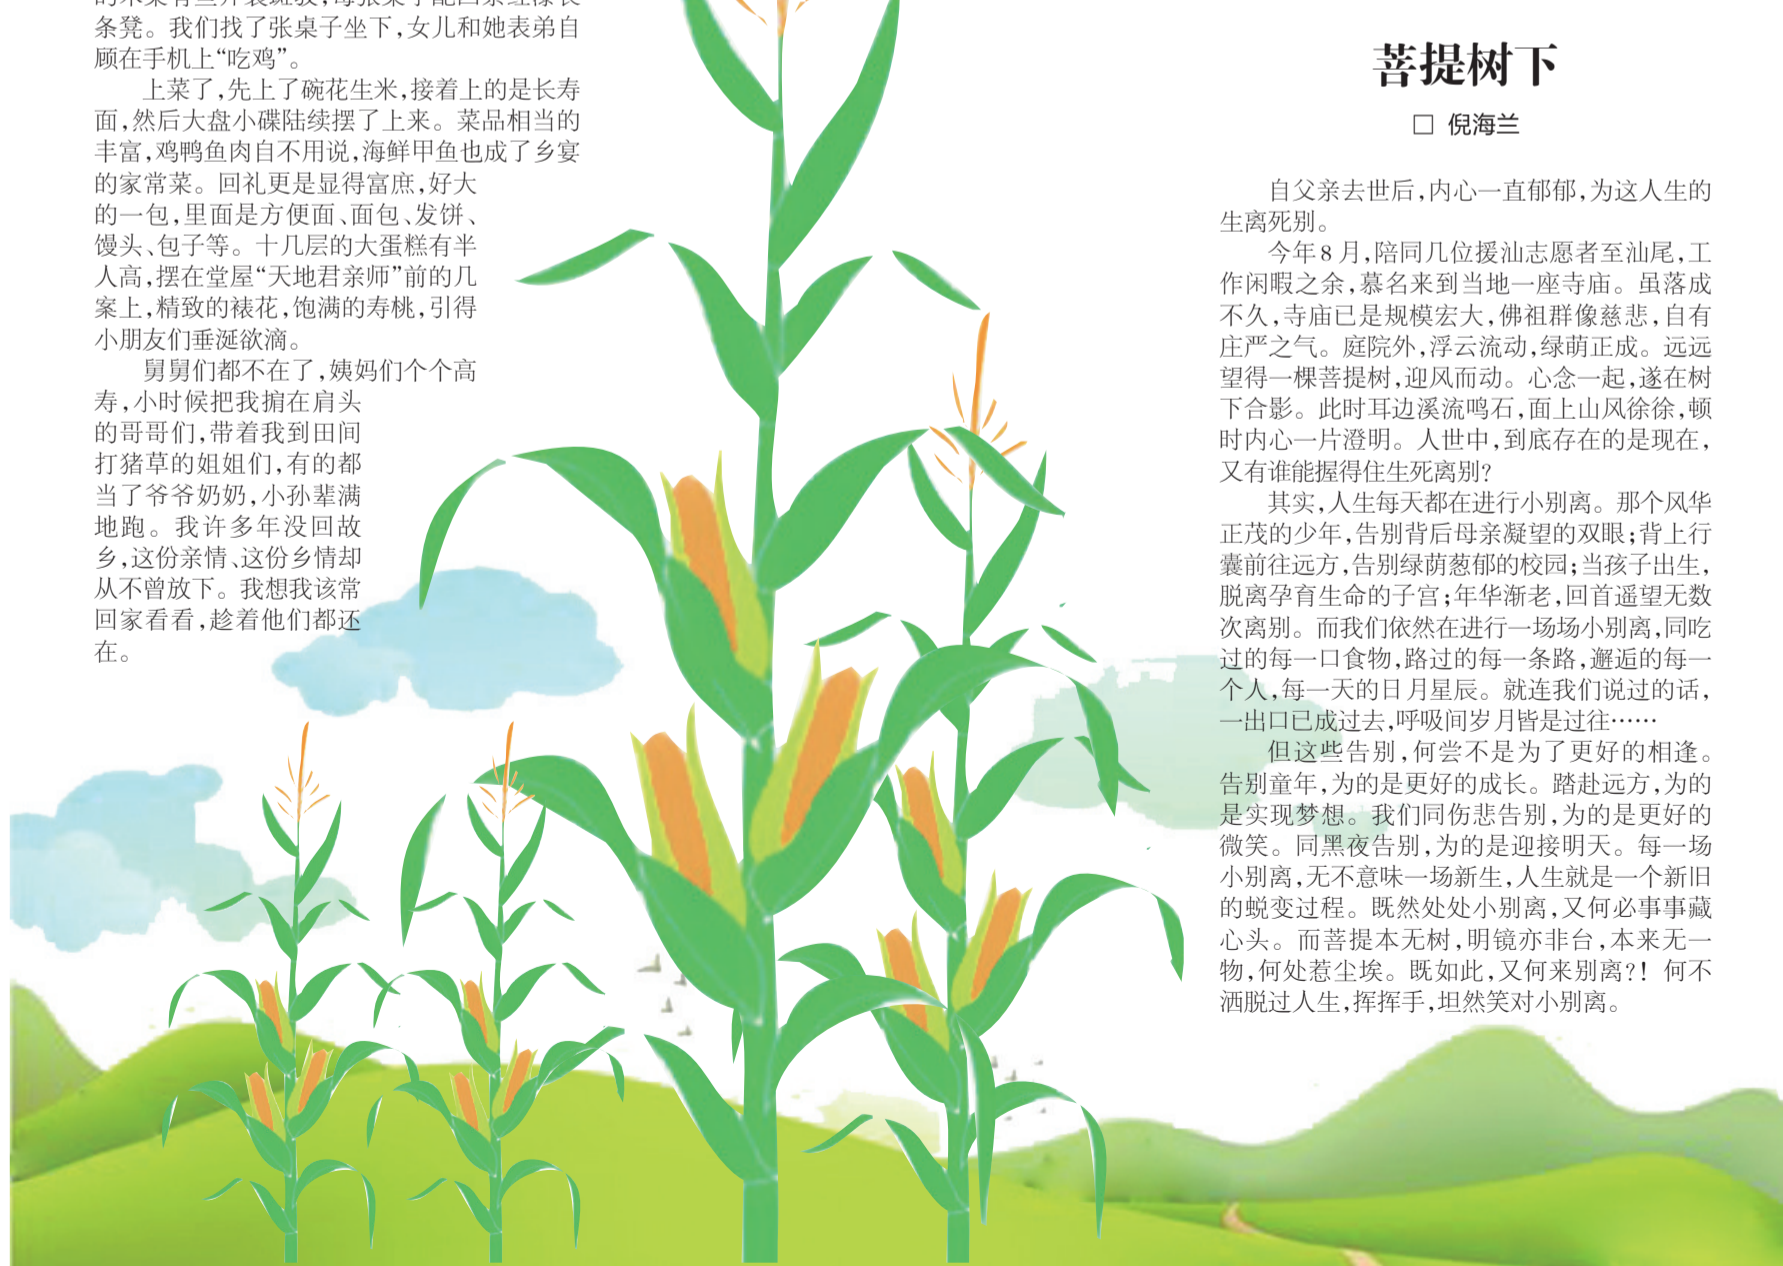 条凳。我们找了张桌子坐下,女儿和她表弟自
顾在手机上“吃鸡”。
上菜了,先上了碗花生米,接着上的是长寿
面,然后大盘小碟陆续摆了上来。菜品相当的
丰富,鸡鸭鱼肉自不用说,海鲜甲鱼也成了乡宴
的家常菜。回礼更是显得富庶,好大
的一包,里面是方便面、面包、发饼、
馒头、包子等。十几层的大蛋糕有半
人高,摆在堂屋“天地君亲师”前的几
案上,精致的裱花,饱满的寿桃,引得
小朋友们垂涎欲滴。
舅舅们都不在了,姨妈们个个高
寿,小时候把我掮在肩头
的哥哥们,带着我到田间
打猪草的姐姐们,有的都
当了爷爷奶奶,小孙辈满
地跑。我许多年没回故
乡,这份亲情、这份乡情却
从不曾放下。我想我该常
回家看看,趁着他们都还
在。
菩提树下
□ 倪海兰
自父亲去世后,内心一直郁郁,为这人生的
生离死别。
今年8月,陪同几位援汕志愿者至汕尾,工
作闲暇之余,慕名来到当地一座寺庙。虽落成
不久,寺庙已是规模宏大,佛祖群像慈悲,自有
庄严之气。庭院外,浮云流动,绿萌正成。远远
望得一棵菩提树,迎风而动。心念一起,遂在树
下合影。此时耳边溪流鸣石,面上山风徐徐,顿
时内心一片澄明。人世中,到底存在的是现在,
又有谁能握得住生死离别?
其实,人生每天都在进行小别离。那个风华
正茂的少年,告别背后母亲凝望的双眼;背上行
囊前往远方,告别绿荫葱郁的校园;当孩子出生,
脱离孕育生命的子宫;年华渐老,回首遥望无数
次离别。而我们依然在进行一场场小别离,同吃
过的每一口食物,路过的每一条路,邂逅的每一
个人,每一天的日月星辰。就连我们说过的话,
一出口已成过去,呼吸间岁月皆是过往……
但这些告别,何尝不是为了更好的相逢。
告别童年,为的是更好的成长。踏赴远方,为的
是实现梦想。我们同伤悲告别,为的是更好的
微笑。同黑夜告别,为的是迎接明天。每一场
小别离,无不意味一场新生,人生就是一个新旧
的蜕变过程。既然处处小别离,又何必事事藏
心头。而菩提本无树,明镜亦非台,本来无一
物,何处惹尘埃。既如此,又何来别离?！何不
洒脱过人生,挥挥手,坦然笑对小别离。